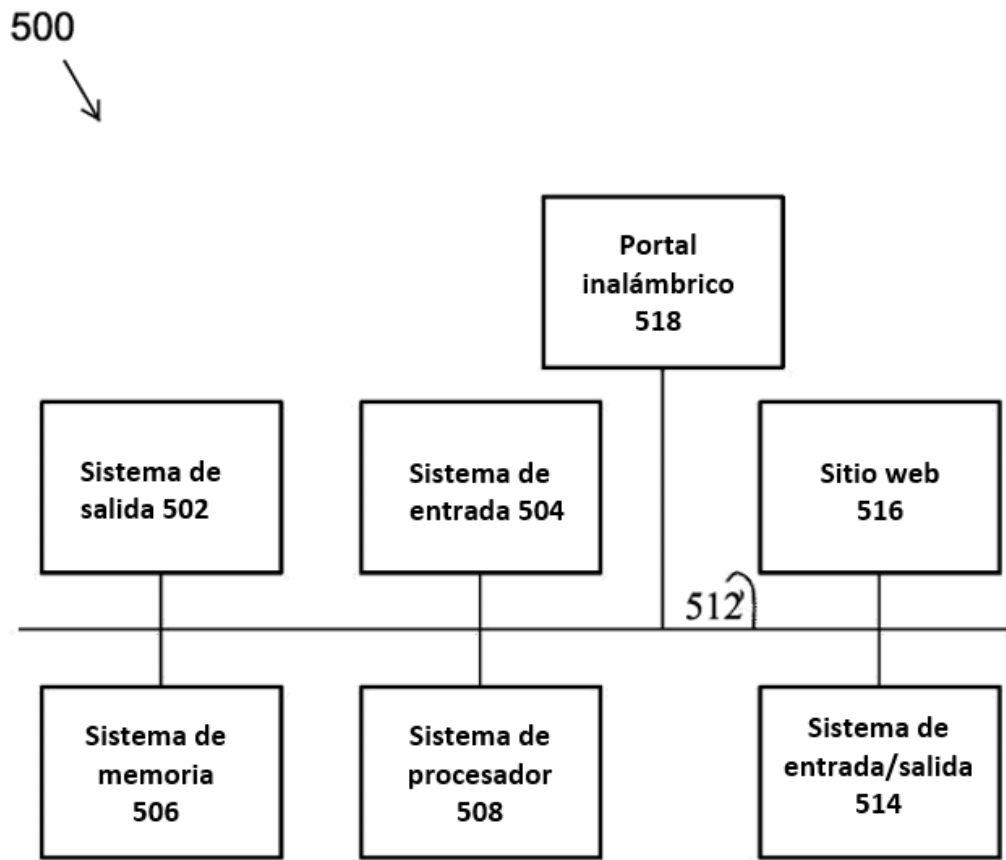 500
Portal
inalámbrico
518
Sistema de
salida 502
Sistema de
entrada 504
Sitio web
516
512
Sistema de
memoria
506
Sistema de
procesador
508
Sistema de
entrada/salida
514